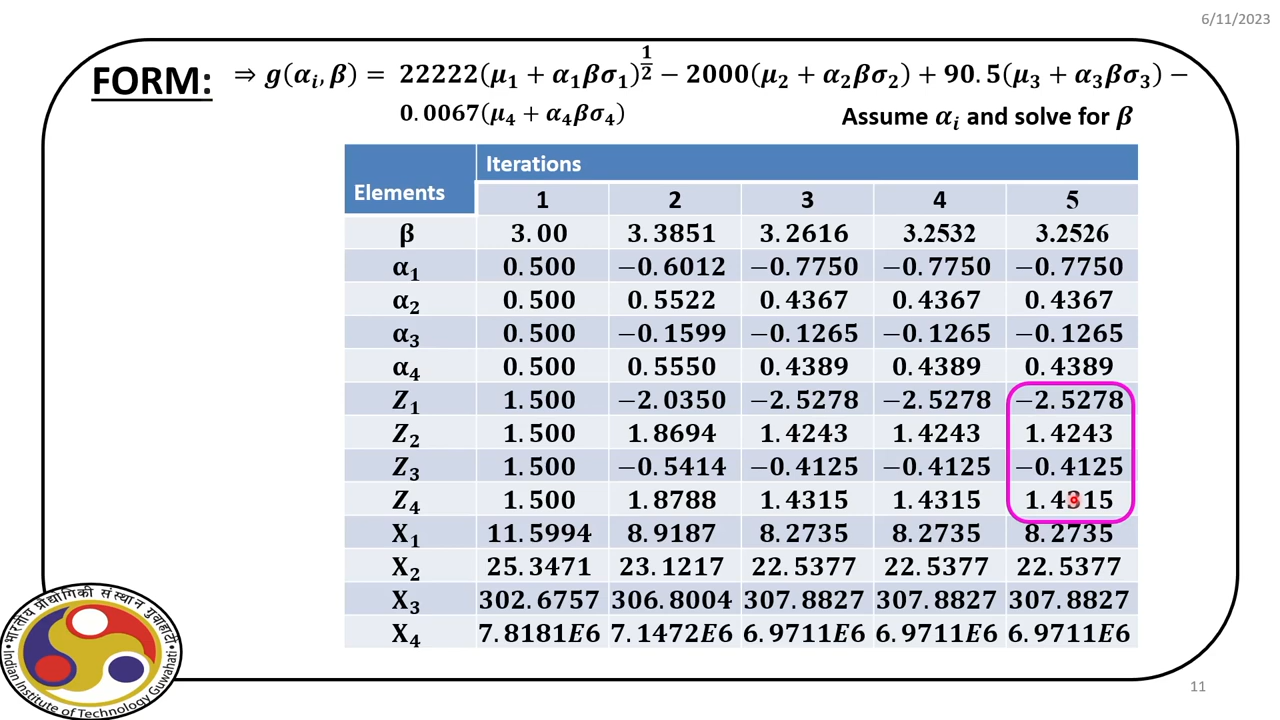 6/11/2023
FORM: ⇒ g(αᵢ, β) = 22222(μ₁ + α₁βσ₁)^(1/2) − 2000(μ₂ + α₂βσ₂) + 90.5(μ₃ + α₃βσ₃) −
0.0067(μ₄ + α₄βσ₄)
Assume αᵢ and solve for β
Elements Iterations
1 2 3 4 5
β 3.00 3.3851 3.2616 3.2532 3.2526
α₁ 0.500 −0.6012 −0.7750 −0.7750 −0.7750
α₂ 0.500 0.5522 0.4367 0.4367 0.4367
α₃ 0.500 −0.1599 −0.1265 −0.1265 −0.1265
α₄ 0.500 0.5550 0.4389 0.4389 0.4389
Z₁ 1.500 −2.0350 −2.5278 −2.5278 −2.5278
Z₂ 1.500 1.8694 1.4243 1.4243 1.4243
Z₃ 1.500 −0.5414 −0.4125 −0.4125 −0.4125
Z₄ 1.500 1.8788 1.4315 1.4315 1.4315
X₁ 11.5994 8.9187 8.2735 8.2735 8.2735
X₂ 25.3471 23.1217 22.5377 22.5377 22.5377
X₃ 302.6757 306.8004 307.8827 307.8827 307.8827
X₄ 7.8181E6 7.1472E6 6.9711E6 6.9711E6 6.9711E6
भारतीय प्रौद्योगिकी संस्थान गुवाहाटी
Indian Institute of Technology Guwahati
11